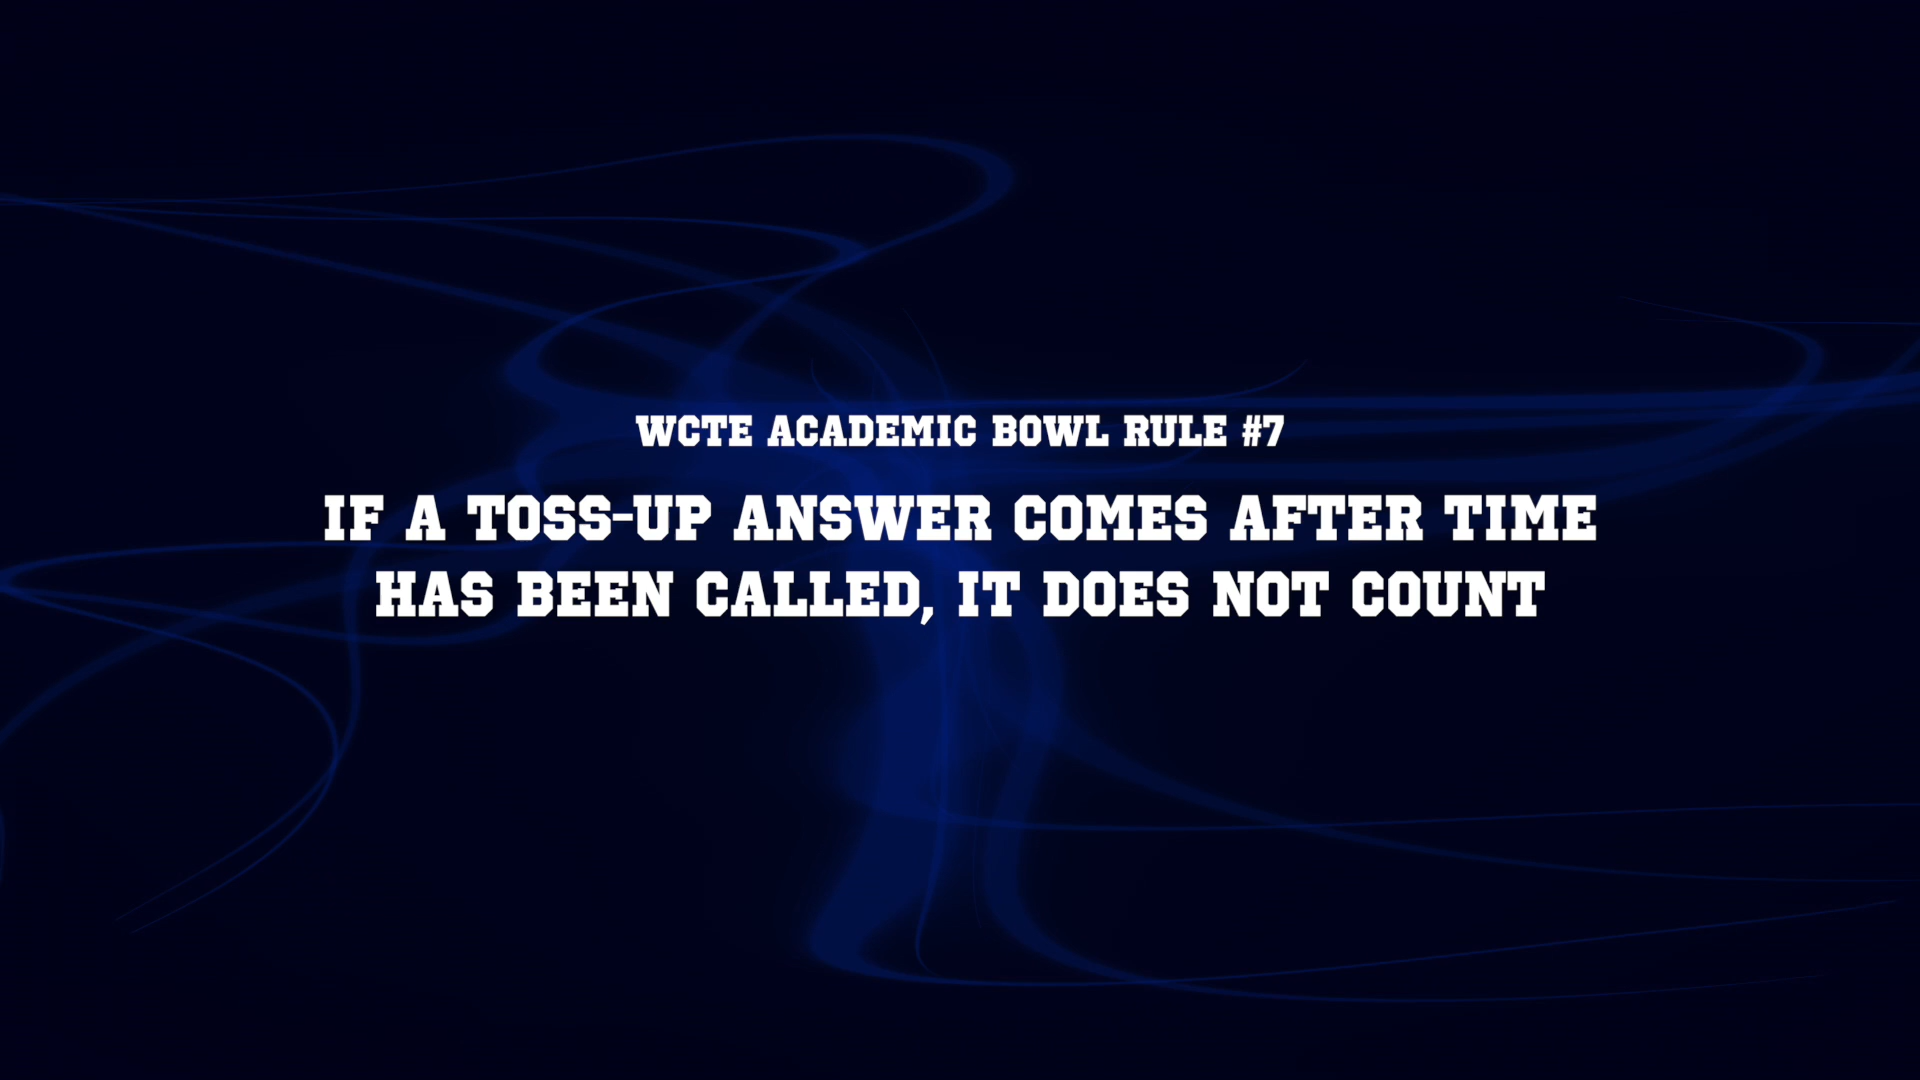 WCTE ACADEMIC BOWL RULE #7
IF A TOSS-UP ANSWER COMES AFTER TIME
HAS BEEN CALLED, IT DOES NOT COUNT